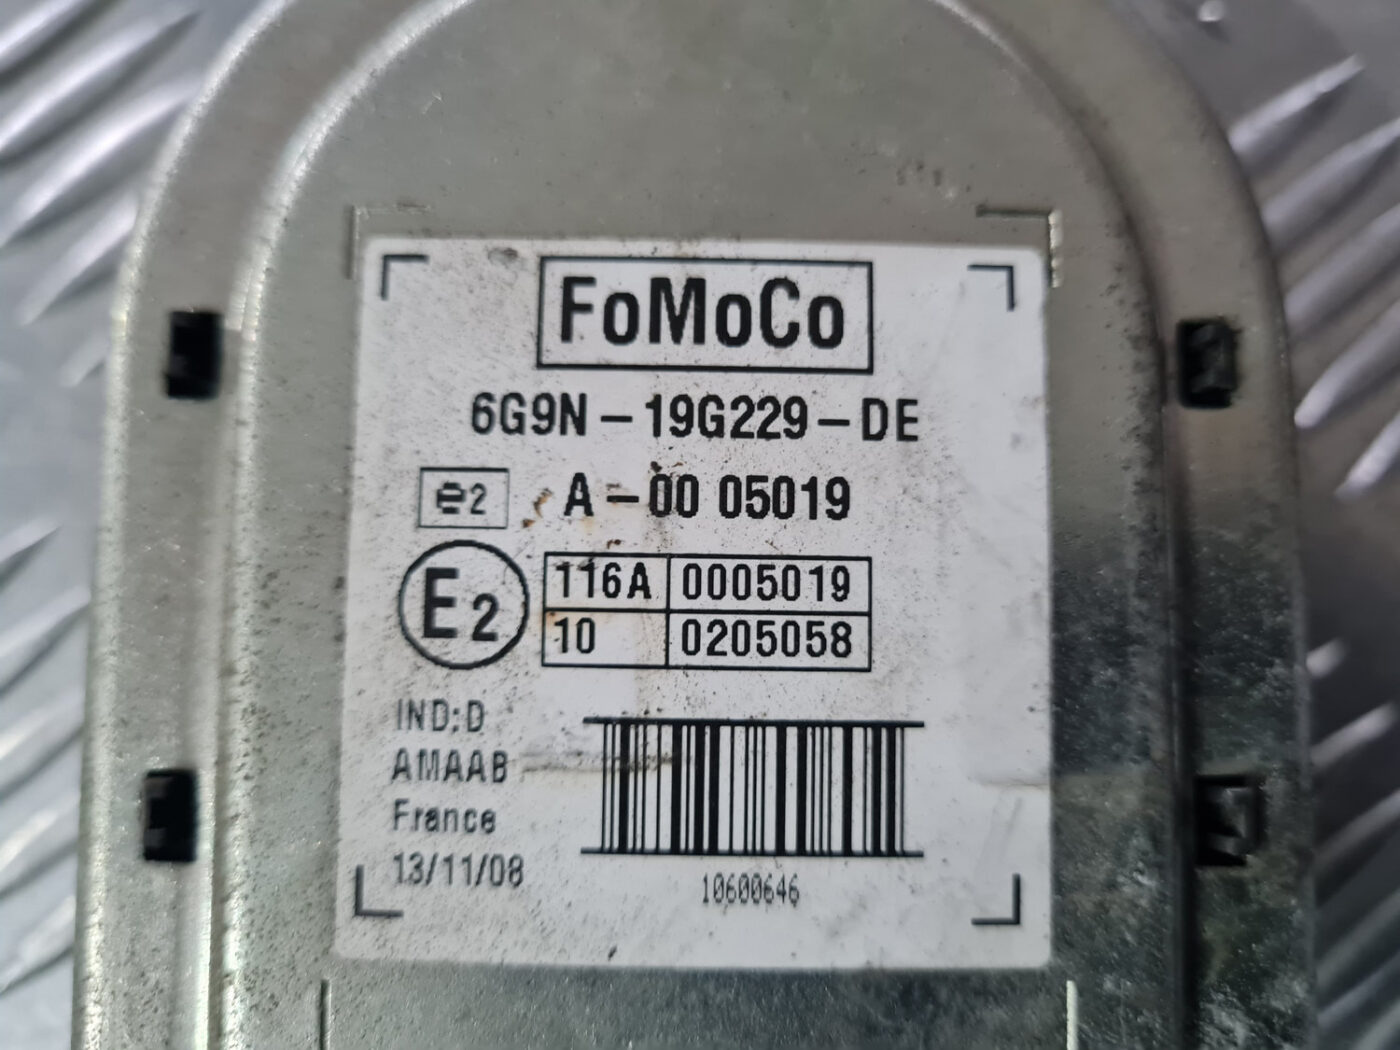 FoMoCo
6G9N-19G229-DE
e2 A-00 05019
E2 116A 0005019
10 0205058
IND:D
AMAAB
France
13/11/08
10600646